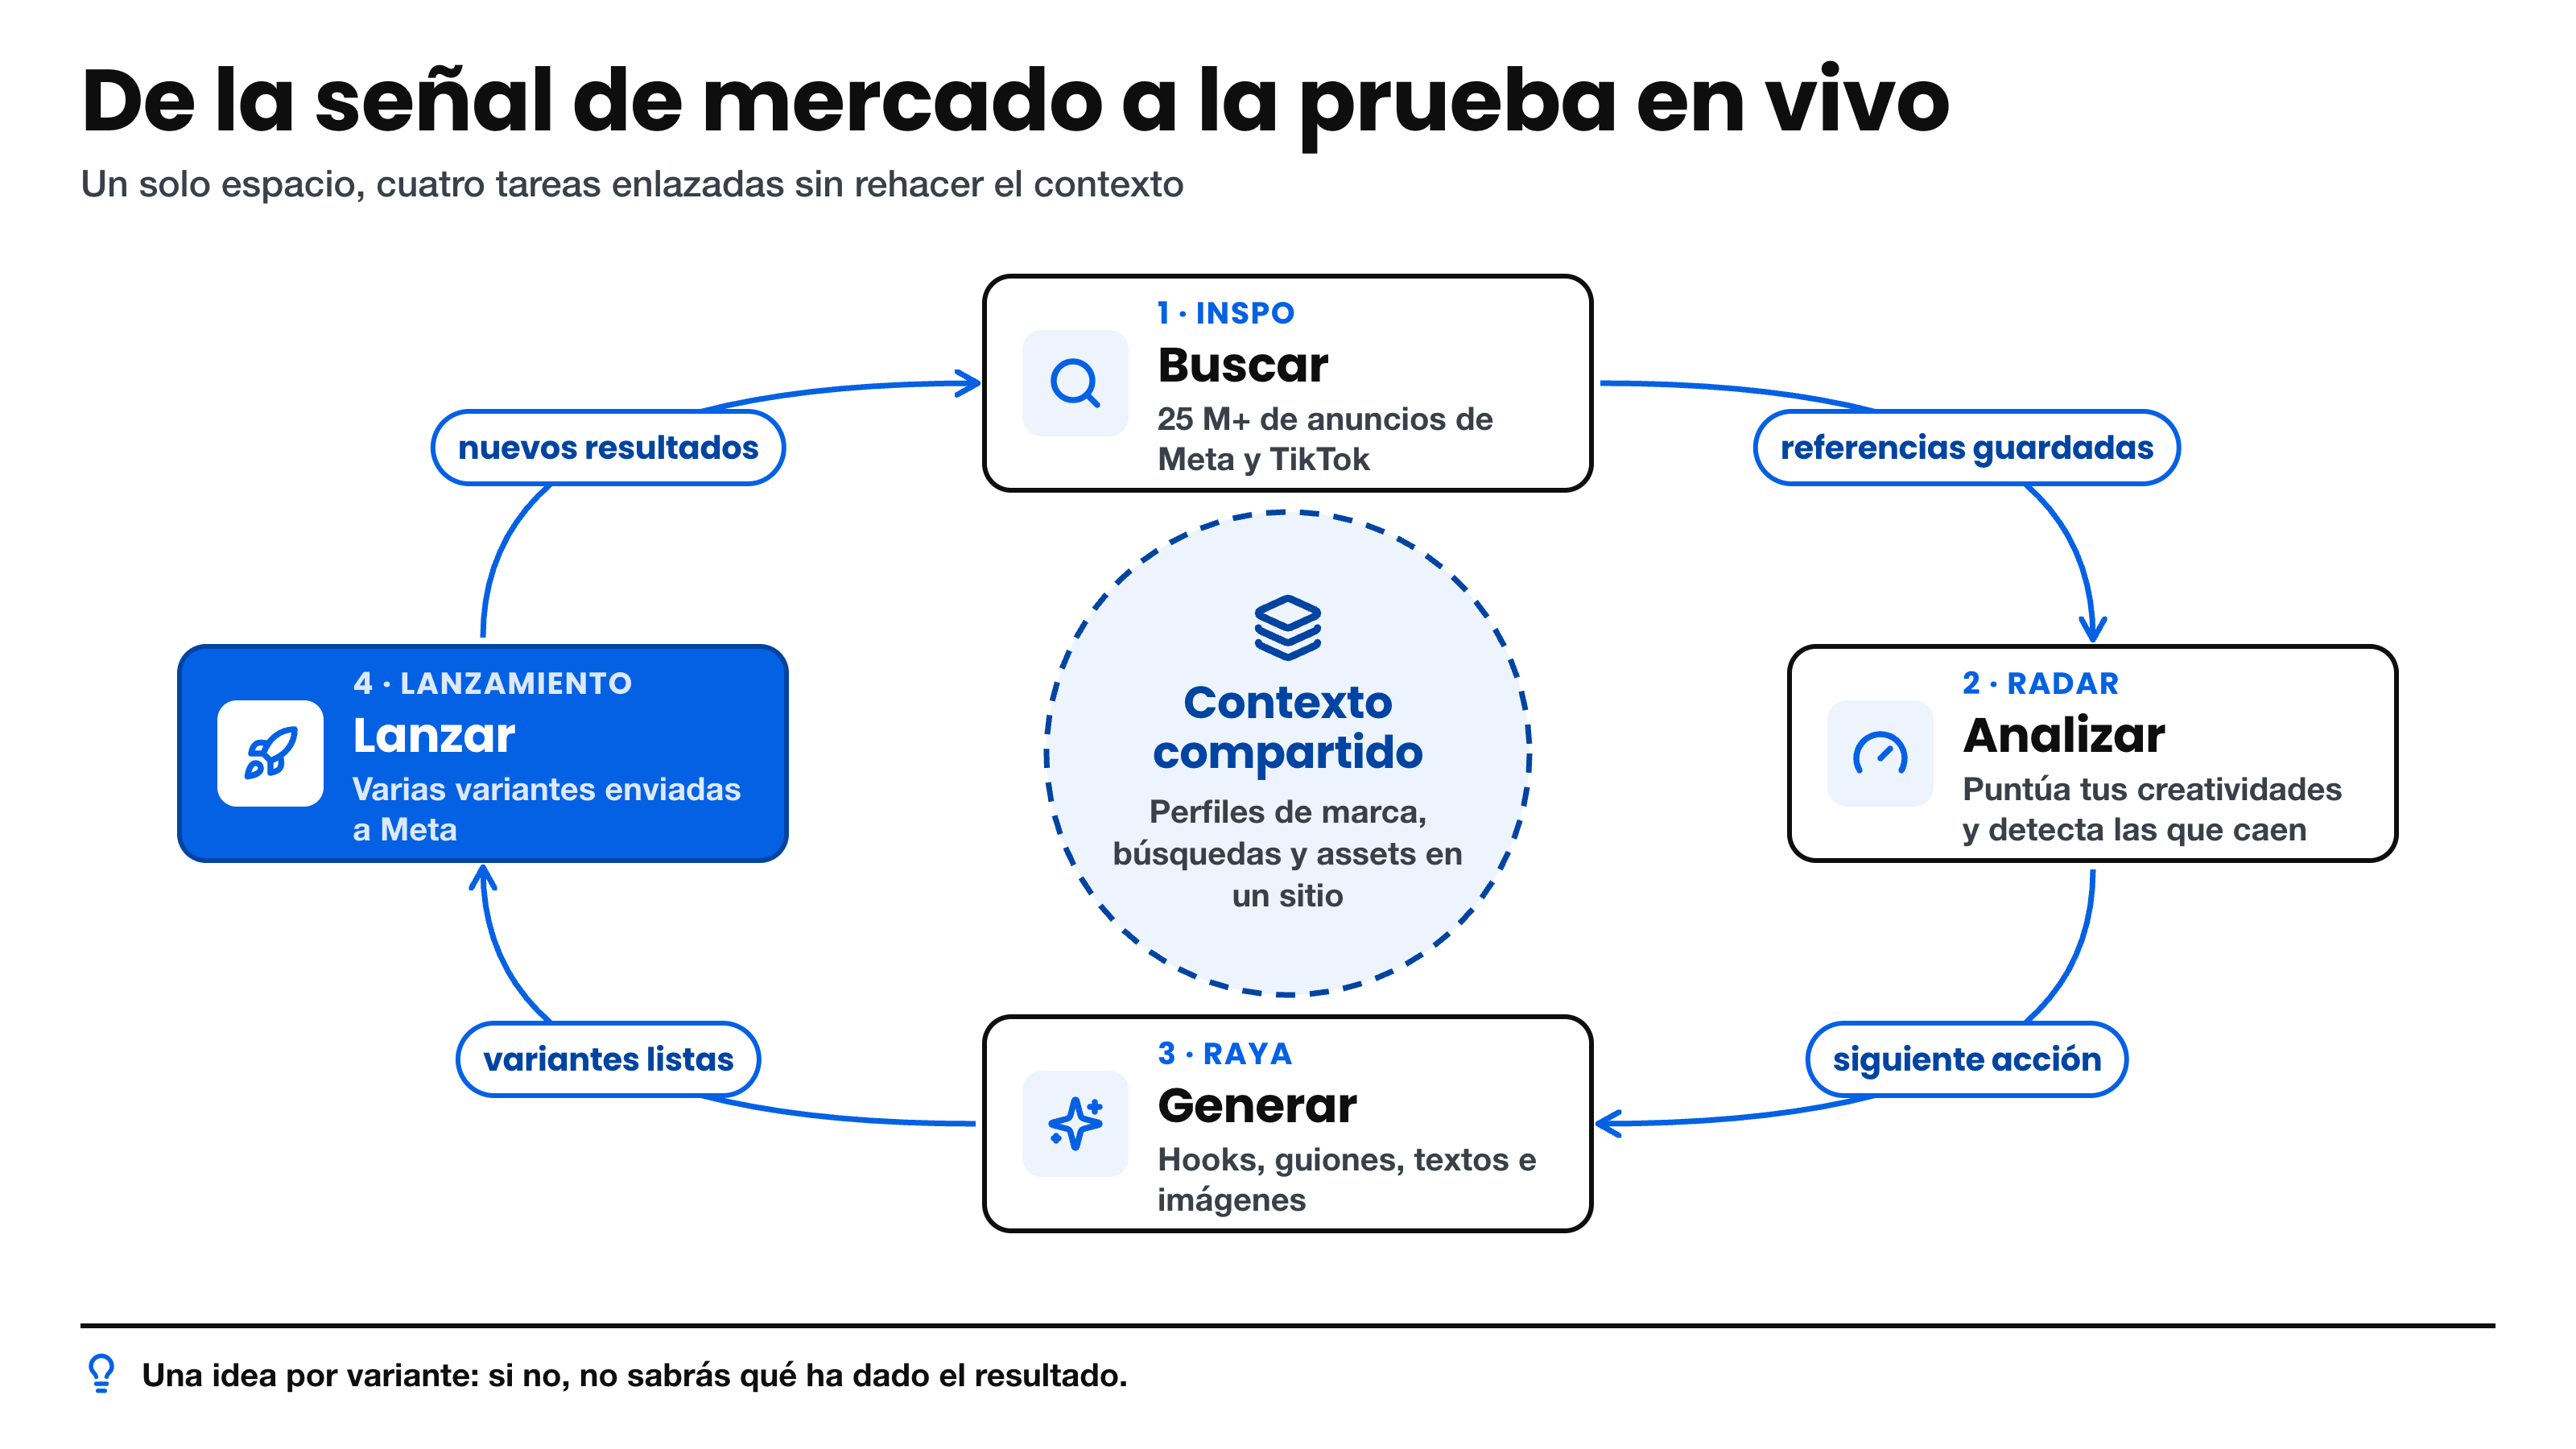 De la señal de mercado a la prueba en vivo
Un solo espacio, cuatro tareas enlazadas sin rehacer el contexto
1 · INSPO
Buscar
25 M+ de anuncios de
Meta y TikTok
nuevos resultados
referencias guardadas
4 · LANZAMIENTO
Lanzar
Varias variantes enviadas
a Meta
Contexto
compartido
Perfiles de marca,
búsquedas y assets en
un sitio
2 · RADAR
Analizar
Puntúa tus creatividades
y detecta las que caen
variantes listas
siguiente acción
3 · RAYA
Generar
Hooks, guiones, textos e
imágenes
Una idea por variante: si no, no sabrás qué ha dado el resultado.